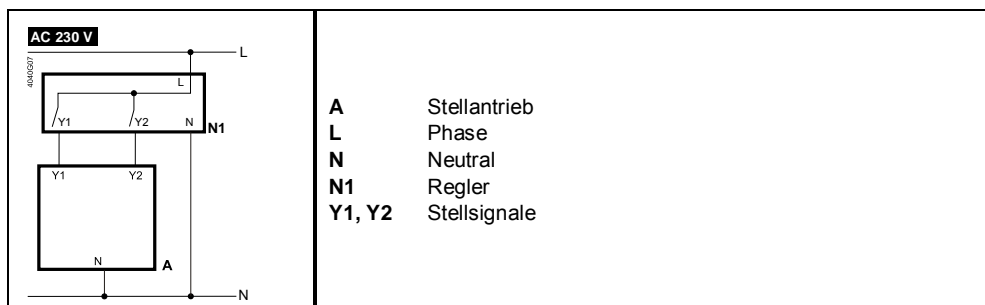 AC 230 V
L
4040G07
L
Y1 Y2 N
N1
Y1 Y2
N
A
N
A Stellantrieb
L Phase
N Neutral
N1 Regler
Y1, Y2 Stellsignale